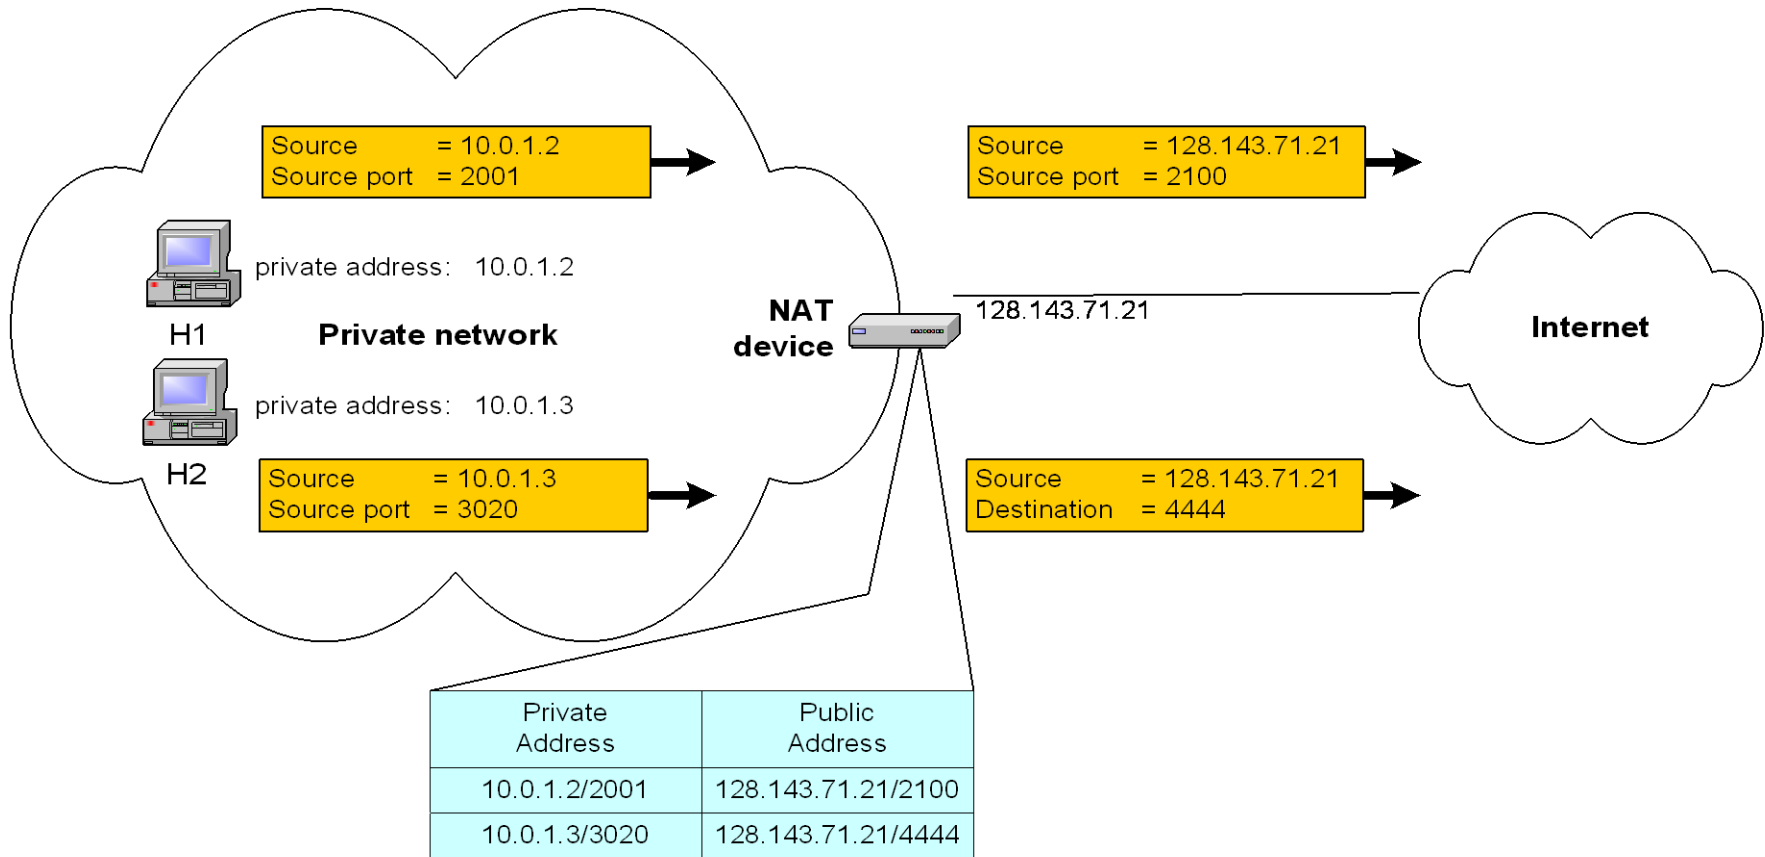 Source = 10.0.1.2
Source port = 2001
Source = 128.143.71.21
Source port = 2100
private address: 10.0.1.2
H1
Private network
NAT
device
128.143.71.21
Internet
private address: 10.0.1.3
H2
Source = 10.0.1.3
Source port = 3020
Source = 128.143.71.21
Destination = 4444
Private
Address
Public
Address
10.0.1.2/2001 128.143.71.21/2100
10.0.1.3/3020 128.143.71.21/4444